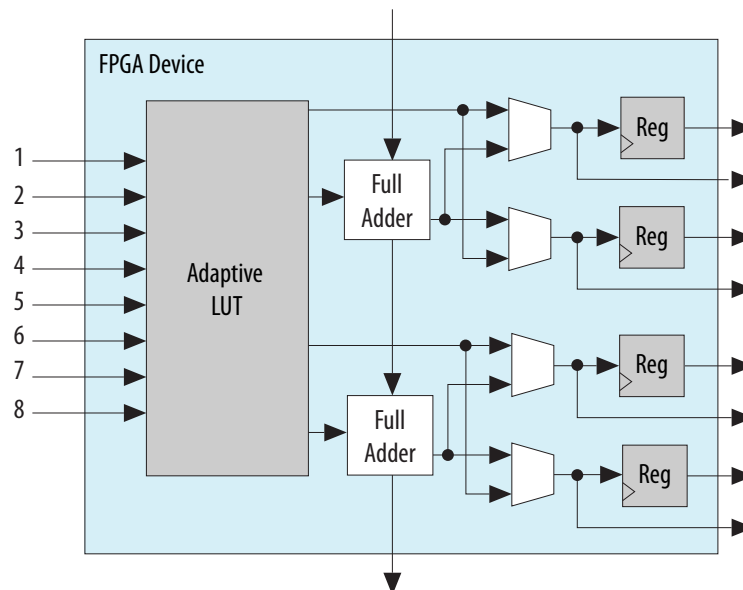 FPGA Device
1
2
3
4
5
6
7
8
Adaptive
LUT
Full
Adder
Full
Adder
Reg
Reg
Reg
Reg